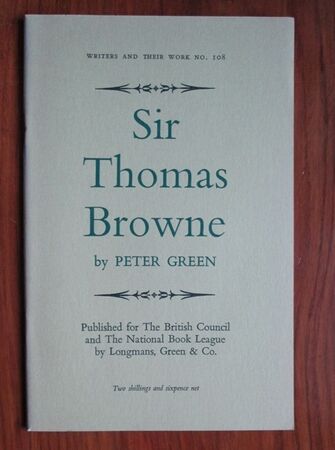 WRITERS AND THEIR WORK NO. 108
Sir
Thomas
Browne
by PETER GREEN
Published for The British Council
and The National Book League
by Longmans, Green & Co.
Two shillings and sixpence net